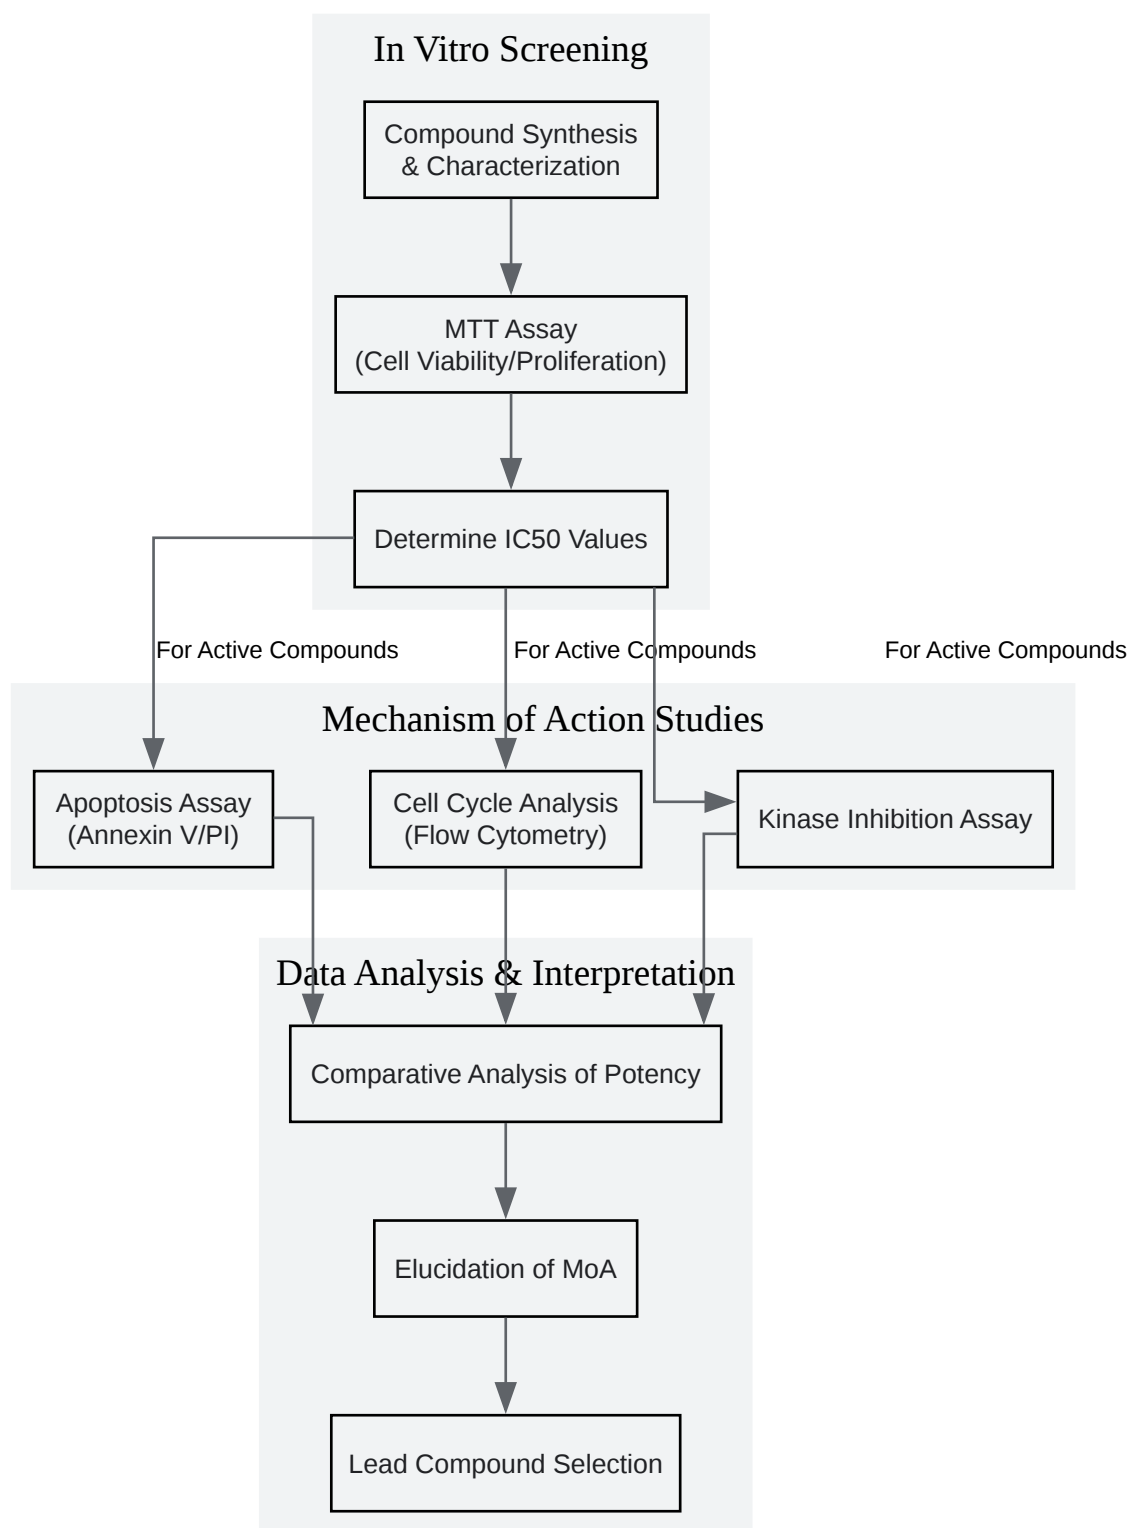 In Vitro Screening
Compound Synthesis
& Characterization
MTT Assay
(Cell Viability/Proliferation)
Determine IC50 Values
For Active Compounds
For Active Compounds
For Active Compounds
Mechanism of Action Studies
Apoptosis Assay
(Annexin V/PI)
Cell Cycle Analysis
(Flow Cytometry)
Kinase Inhibition Assay
Data Analysis & Interpretation
Comparative Analysis of Potency
Elucidation of MoA
Lead Compound Selection